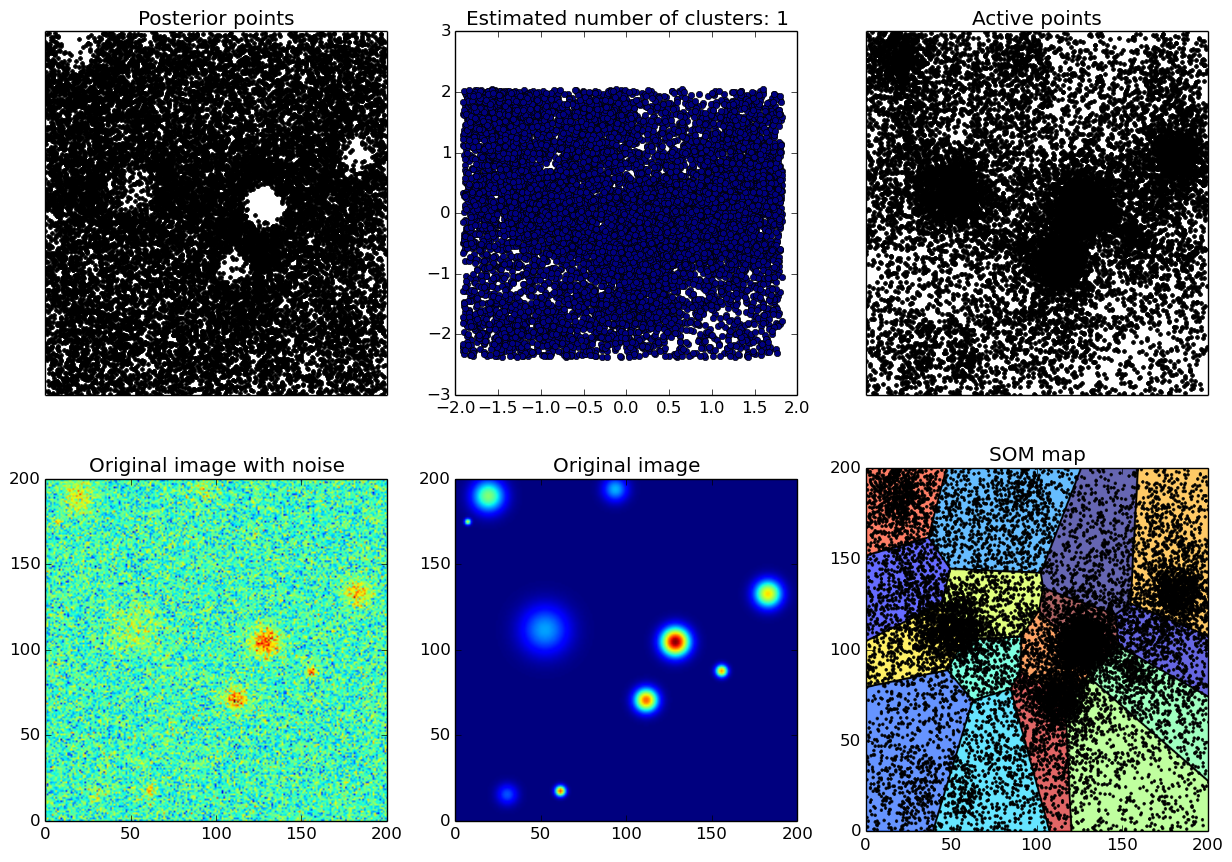 Posterior points
Estimated number of clusters: 1
Active points
3
2
1
0
−1
−2
−3
−2.0 −1.5 −1.0 −0.5 0.0 0.5 1.0 1.5 2.0
Original image with noise
200
150
100
50
0
0 50 100 150 200
Original image
200
150
100
50
0
0 50 100 150 200
SOM map
200
150
100
50
0
0 50 100 150 200